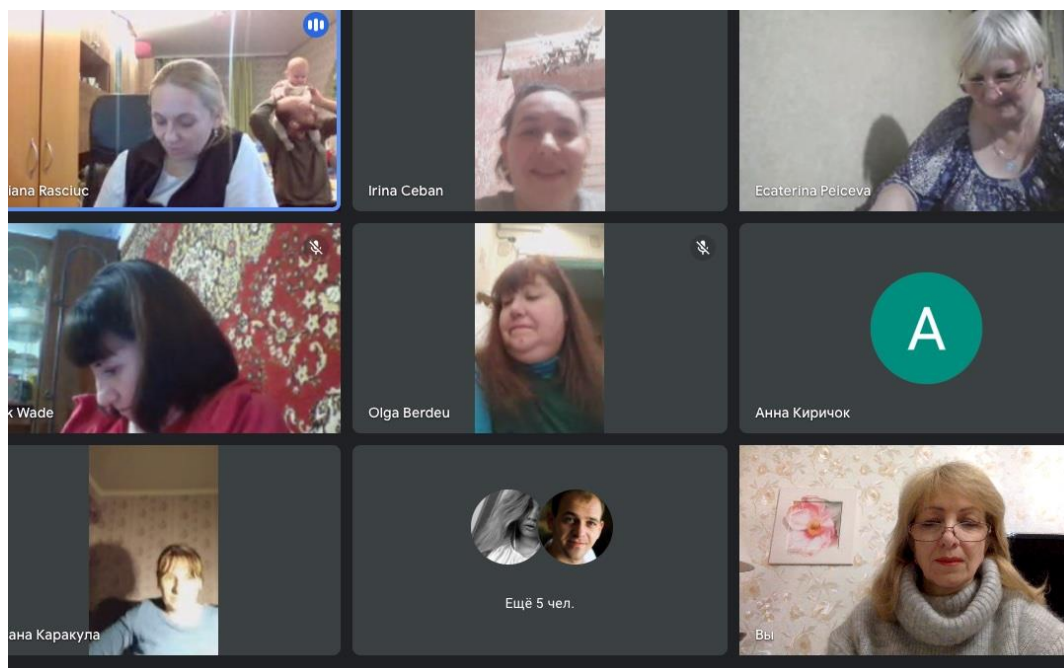 iana Rasciuc
Irina Ceban
Ecaterina Pelceva
k Wade
Olga Berdeu
A
Анна Киричок
ана Каракула
Ещё 5 чел.
Вы